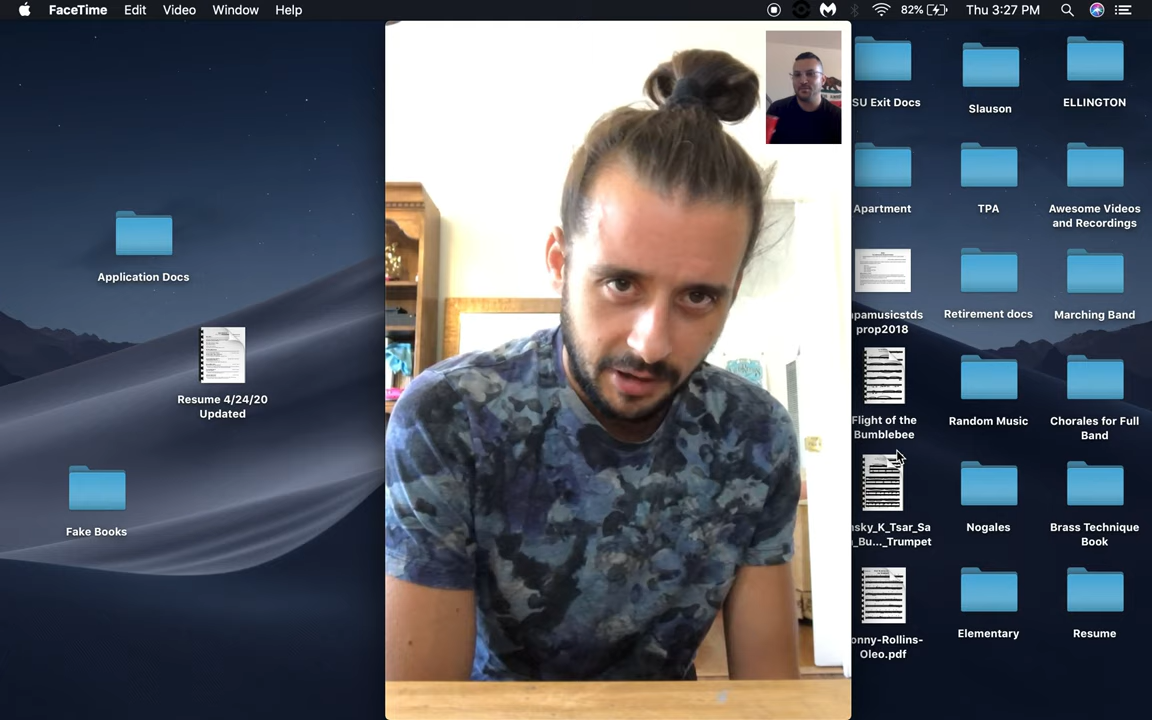 FaceTime Edit Video Window Help
82% Thu 3:27 PM
SU Exit Docs
Slauson
ELLINGTON
Apartment
TPA
Awesome Videos
and Recordings
Application Docs
pamusicstds
prop2018
Retirement docs
Marching Band
Resume 4/24/20
Updated
Flight of the
Bumblebee
Random Music
Chorales for Full
Band
Fake Books
nsky_K_Tsar_Sa
_Bu..._Trumpet
Nogales
Brass Technique
Book
onny-Rollins-
Oleo.pdf
Elementary
Resume